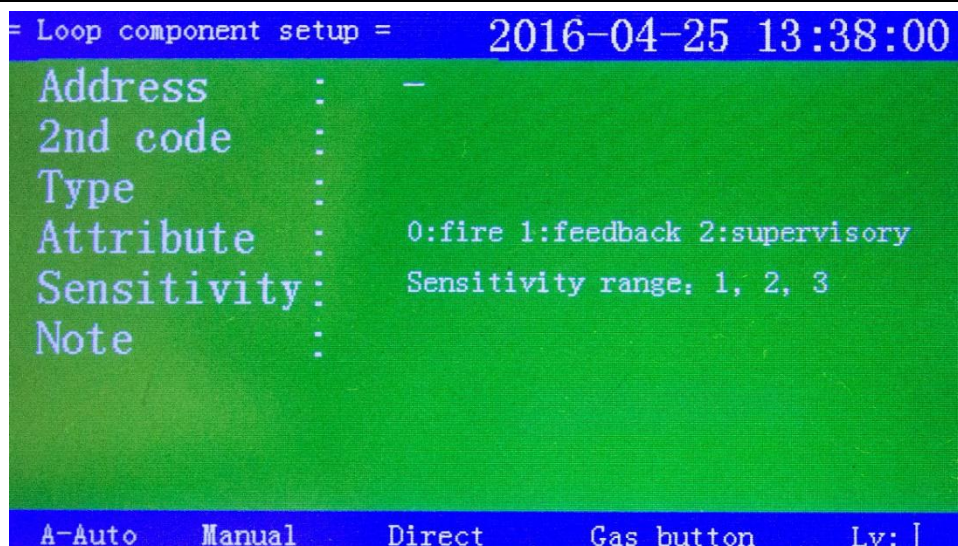 = Loop component setup = 2016-04-25 13:38:00
Address : _
2nd code :
Type :
Attribute : 0:fire 1:feedback 2:supervisory
Sensitivity: Sensitivity range: 1, 2, 3
Note :
A-Auto Manual Direct Gas button Lv: